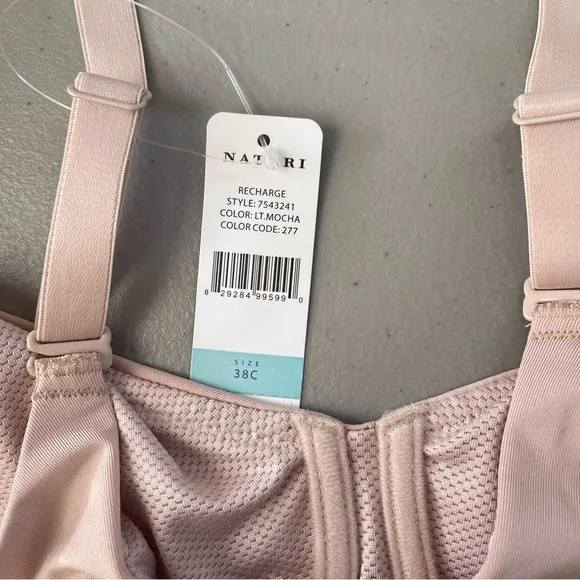 NATORI
RECHARGE
STYLE: 7543241
COLOR: LT.MOCHA
COLOR CODE: 277
8 29284 99599 0
SIZE
38C